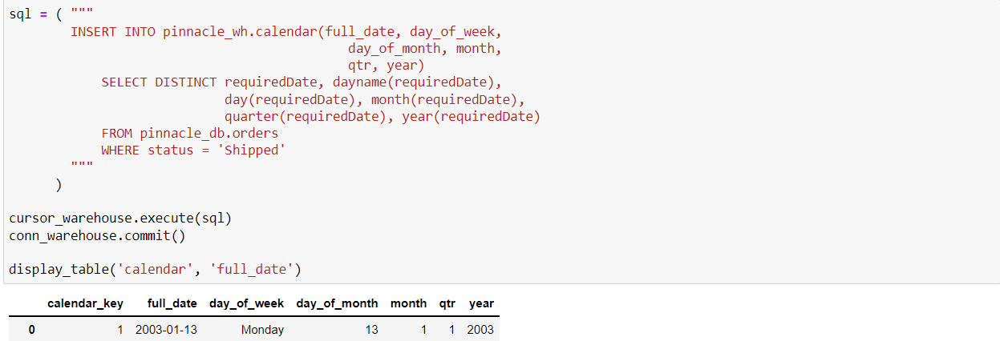 sql = ( """
INSERT INTO pinnacle_wh.calendar(full_date, day_of_week,
day_of_month, month,
qtr, year)
SELECT DISTINCT requiredDate, dayname(requiredDate),
day(requiredDate), month(requiredDate),
quarter(requiredDate), year(requiredDate)
FROM pinnacle_db.orders
WHERE status = 'Shipped'
"""
)
cursor_warehouse.execute(sql)
conn_warehouse.commit()
display_table('calendar', 'full_date')
calendar_key full_date day_of_week day_of_month month qtr year
0 1 2003-01-13 Monday 13 1 1 2003